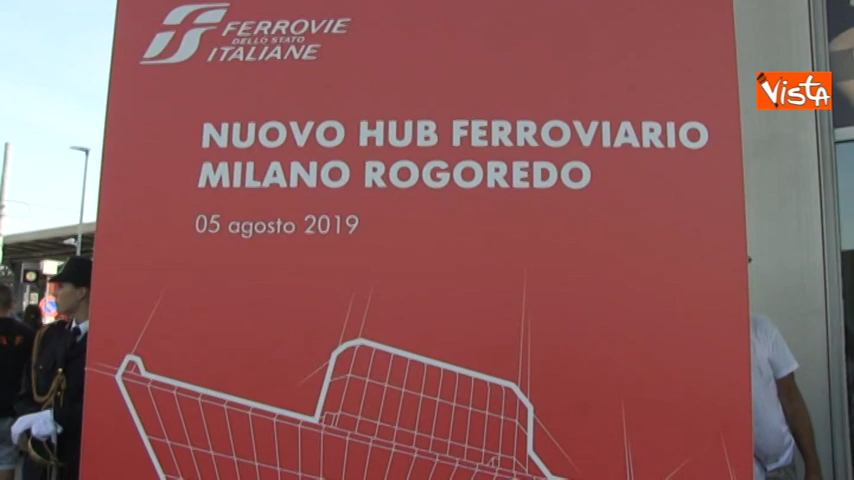 FERROVIE
DELLO STATO
ITALIANE
VISTA
NUOVO HUB FERROVIARIO
MILANO ROGOREDO
05 agosto 2019